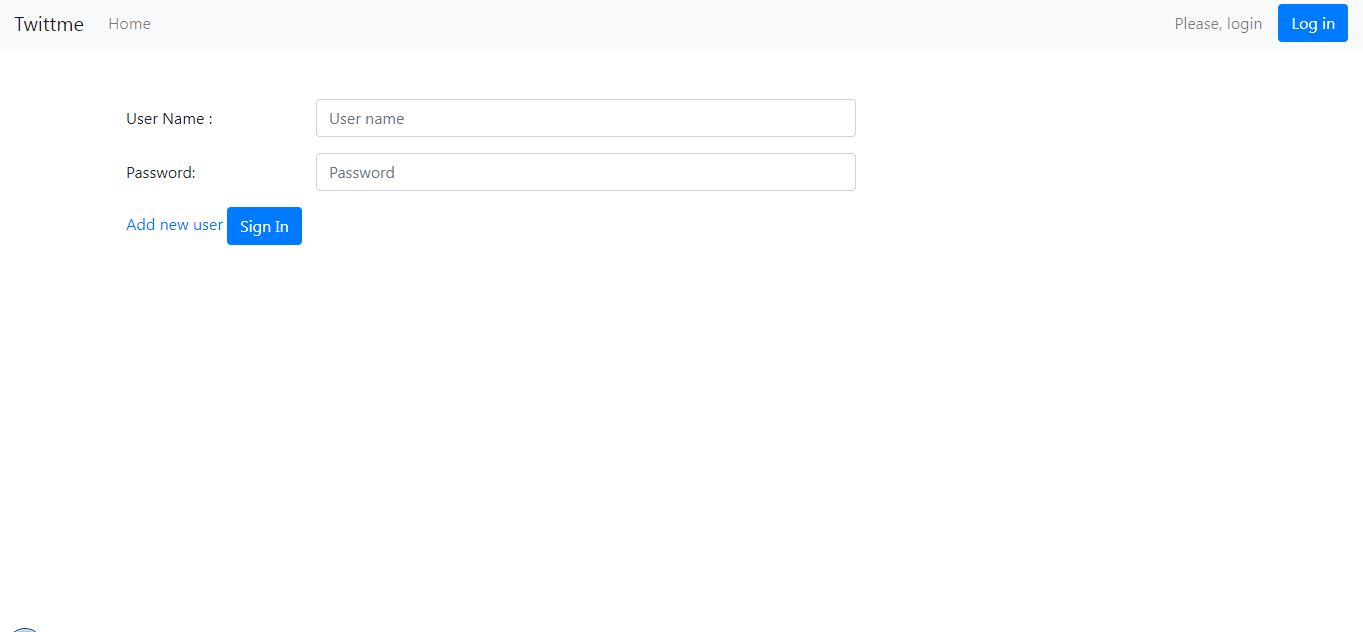 Twittme Home Please, login Log in
User Name : User name
Password: Password
Add new user Sign In